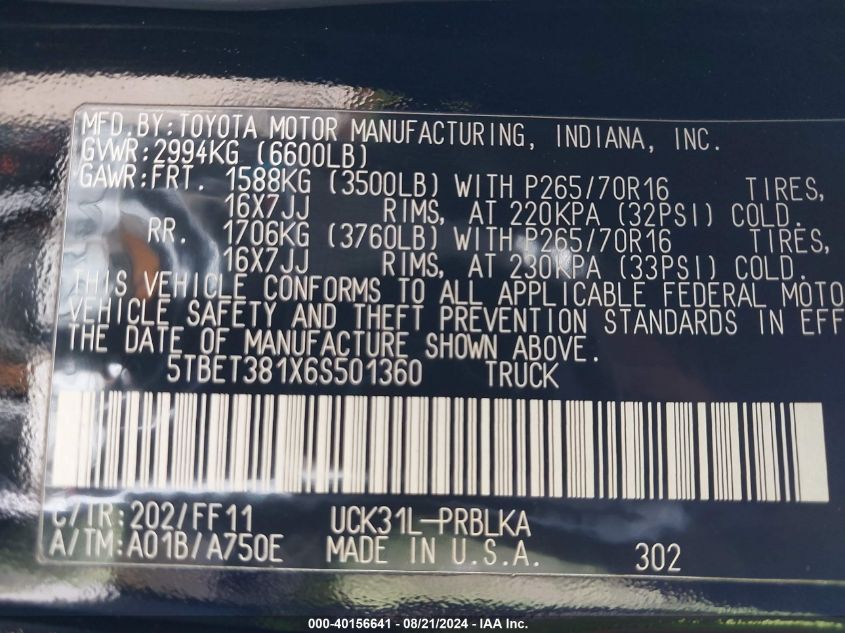 MFD.BY:TOYOTA MOTOR MANUFACTURING, INDIANA, INC.
GVWR:2994KG (6600LB)
GAWR:FRT. 1588KG (3500LB) WITH P265/70R16 TIRES,
16X7JJ RIMS, AT 220KPA (32PSI) COLD.
RR. 1706KG (3760LB) WITH P265/70R16 TIRES,
16X7JJ RIMS, AT 230KPA (33PSI) COLD.
THIS VEHICLE CONFORMS TO ALL APPLICABLE FEDERAL MOTO
VEHICLE SAFETY AND THEFT PREVENTION STANDARDS IN EFF
THE DATE OF MANUFACTURE SHOWN ABOVE.
5TBET381X6S501360 TRUCK
C/TR:202/FF11 UCK31L-PRBLKA
A/TM:A01B/A750E MADE IN U.S.A. 302
000-40156641 - 08/21/2024 - IAA Inc.